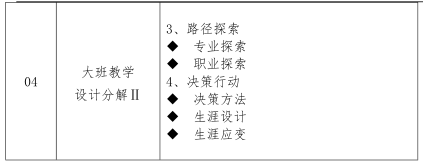 04
大班教学
设计分解Ⅱ
3、路径探索
◆ 专业探索
◆ 职业探索
4、决策行动
◆ 决策方法
◆ 生涯设计
◆ 生涯应变